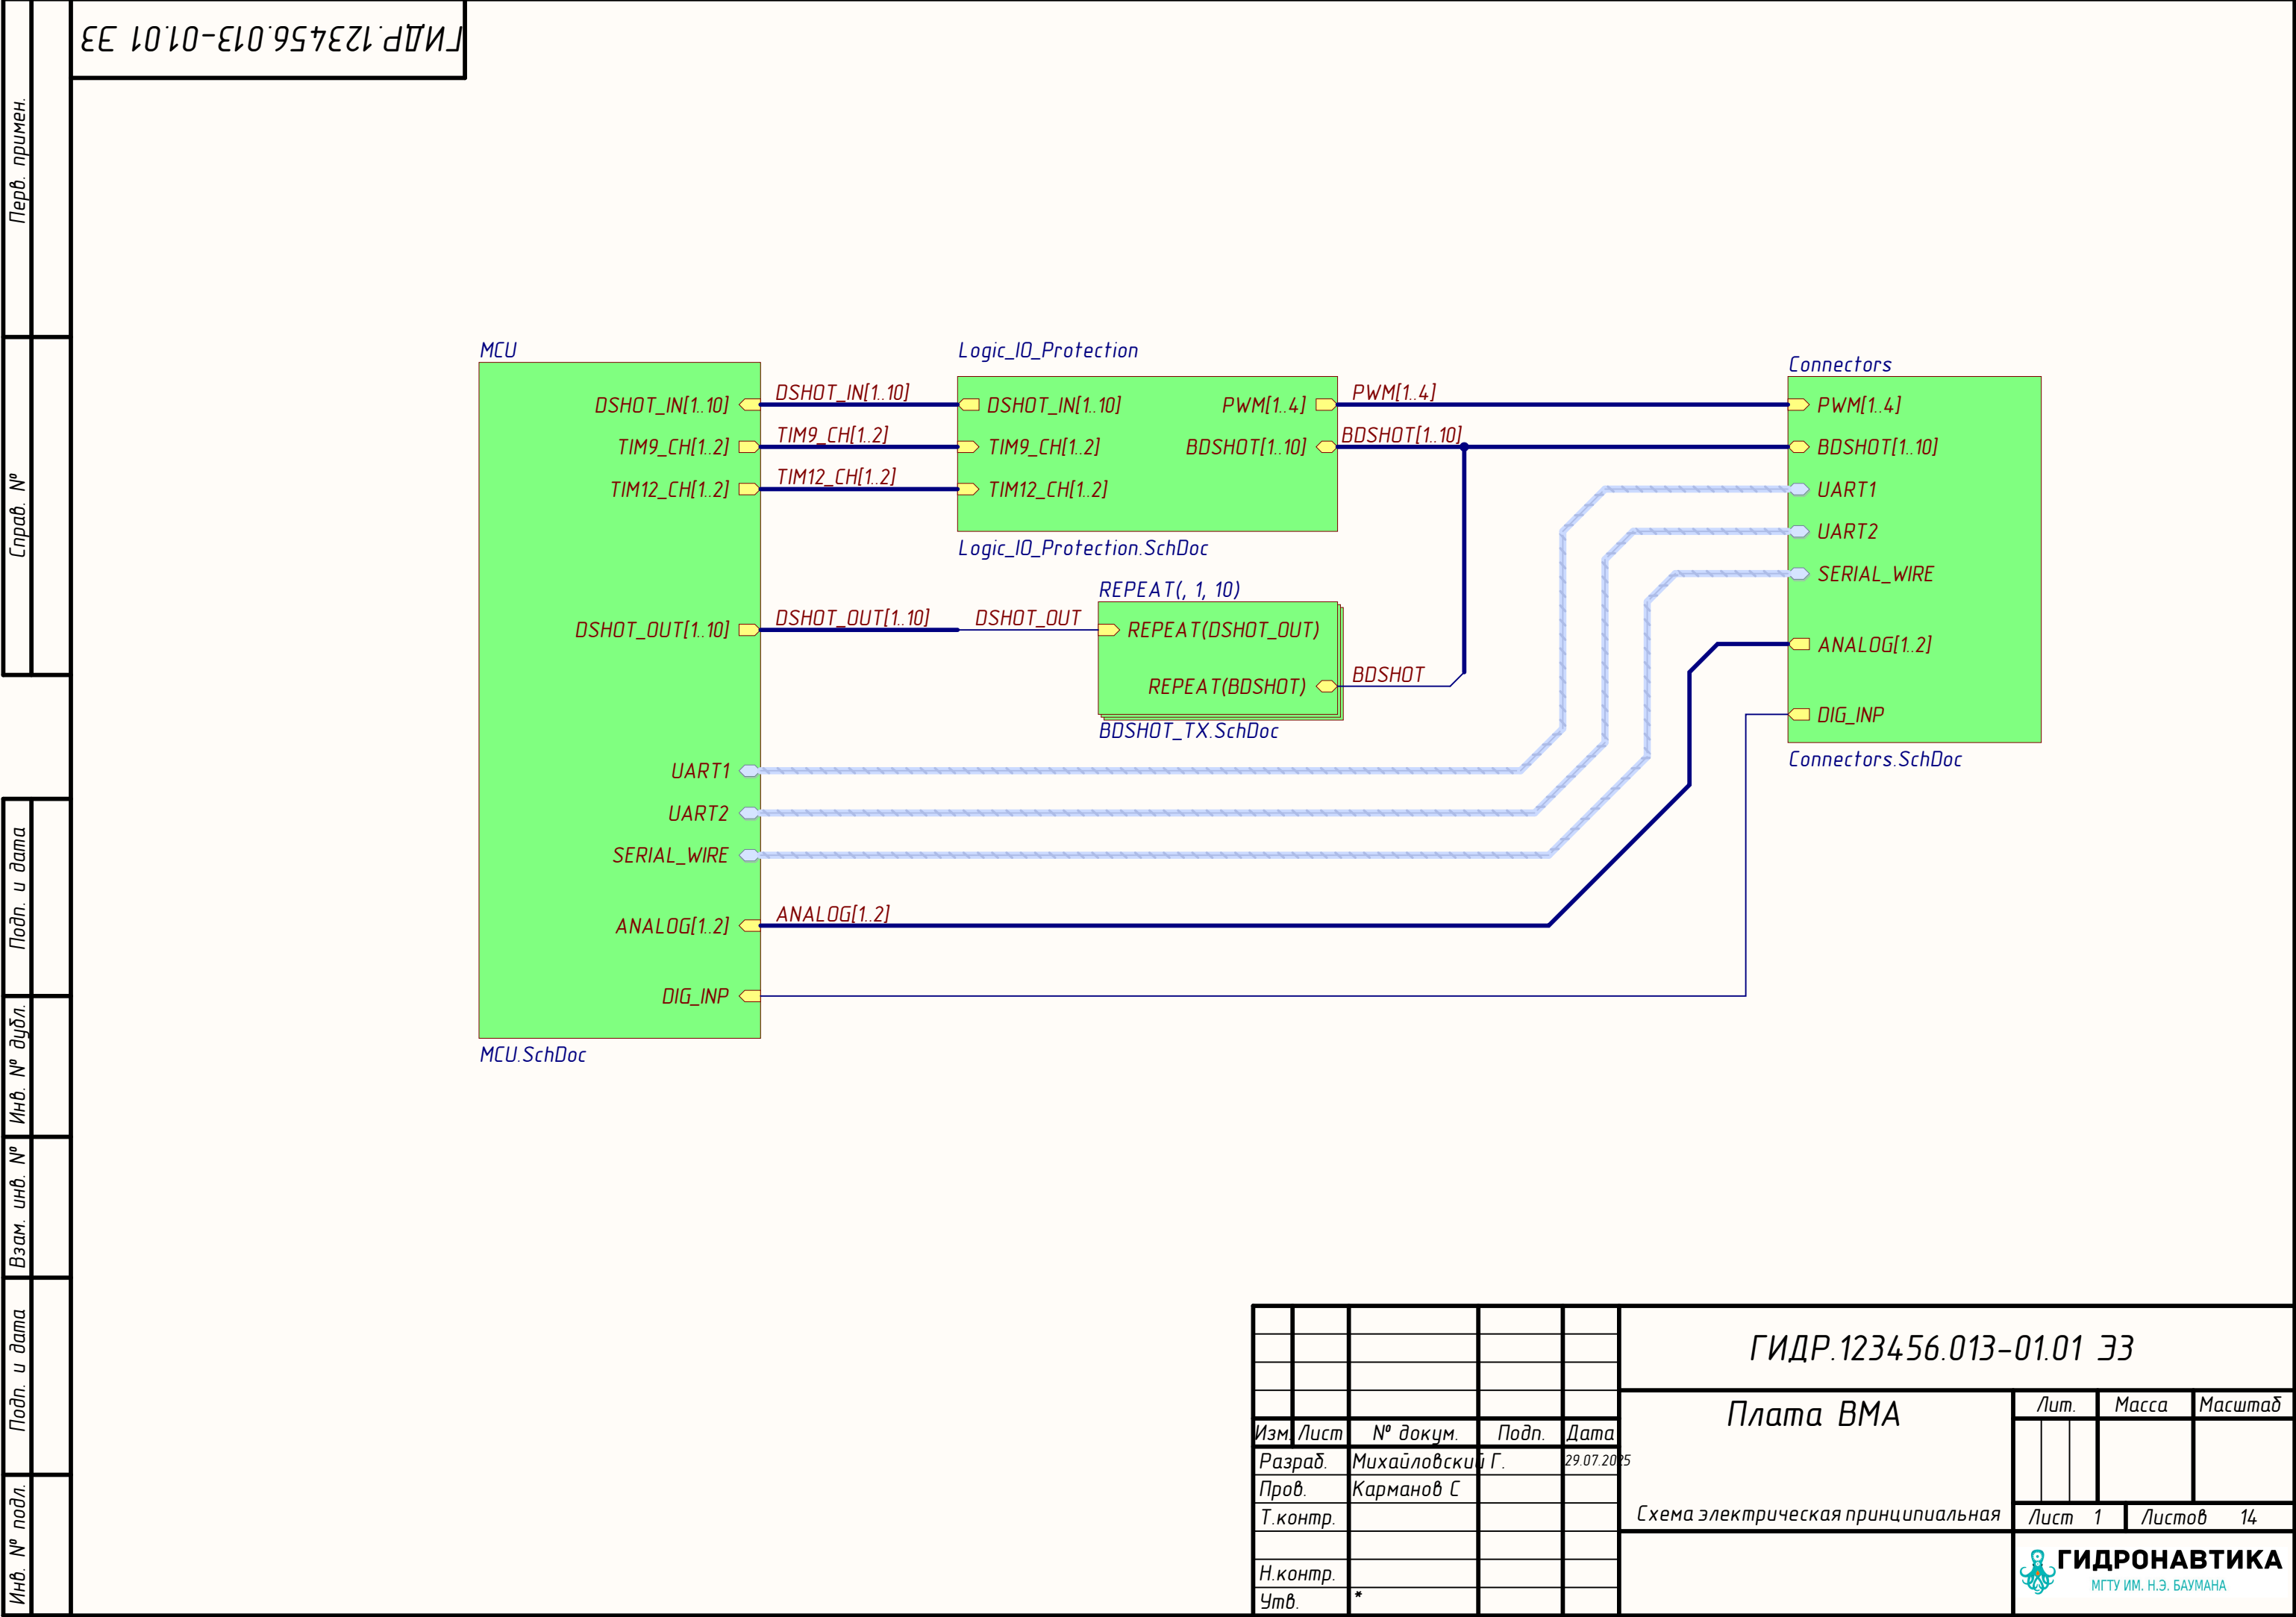 ГИДР.123456.013-01.01 Э3
Перв. примен.
Справ. №
Подп. и дата
Инв. № дубл.
Взам. инв. №
Подп. и дата
Инв. № подл.
MCU
DSHOT_IN[1..10]
TIM9_CH[1..2]
TIM12_CH[1..2]
DSHOT_OUT[1..10]
UART1
UART2
SERIAL_WIRE
ANALOG[1..2]
DIG_INP
MCU.SchDoc
DSHOT_IN[1..10]
TIM9_CH[1..2]
TIM12_CH[1..2]
DSHOT_OUT[1..10]
DSHOT_OUT
ANALOG[1..2]
Logic_IO_Protection
DSHOT_IN[1..10] PWM[1..4]
TIM9_CH[1..2] BDSHOT[1..10]
TIM12_CH[1..2]
Logic_IO_Protection.SchDoc
REPEAT(, 1, 10)
REPEAT(DSHOT_OUT)
REPEAT(BDSHOT)
BDSHOT_TX.SchDoc
PWM[1..4]
BDSHOT[1..10]
BDSHOT
Connectors
PWM[1..4]
BDSHOT[1..10]
UART1
UART2
SERIAL_WIRE
ANALOG[1..2]
DIG_INP
Connectors.SchDoc
ГИДР.123456.013-01.01 Э3
Изм. Лист № докум. Подп. Дата
Разраб. Михайловский Г. 29.07.2025
Пров. Карманов С
Т.контр.
Н.контр.
Утв. *
Плата ВМА
Схема электрическая принципиальная
Лит. Масса Масштаб
Лист 1 Листов 14
ГИДРОНАВТИКА
МГТУ ИМ. Н.Э. БАУМАНА